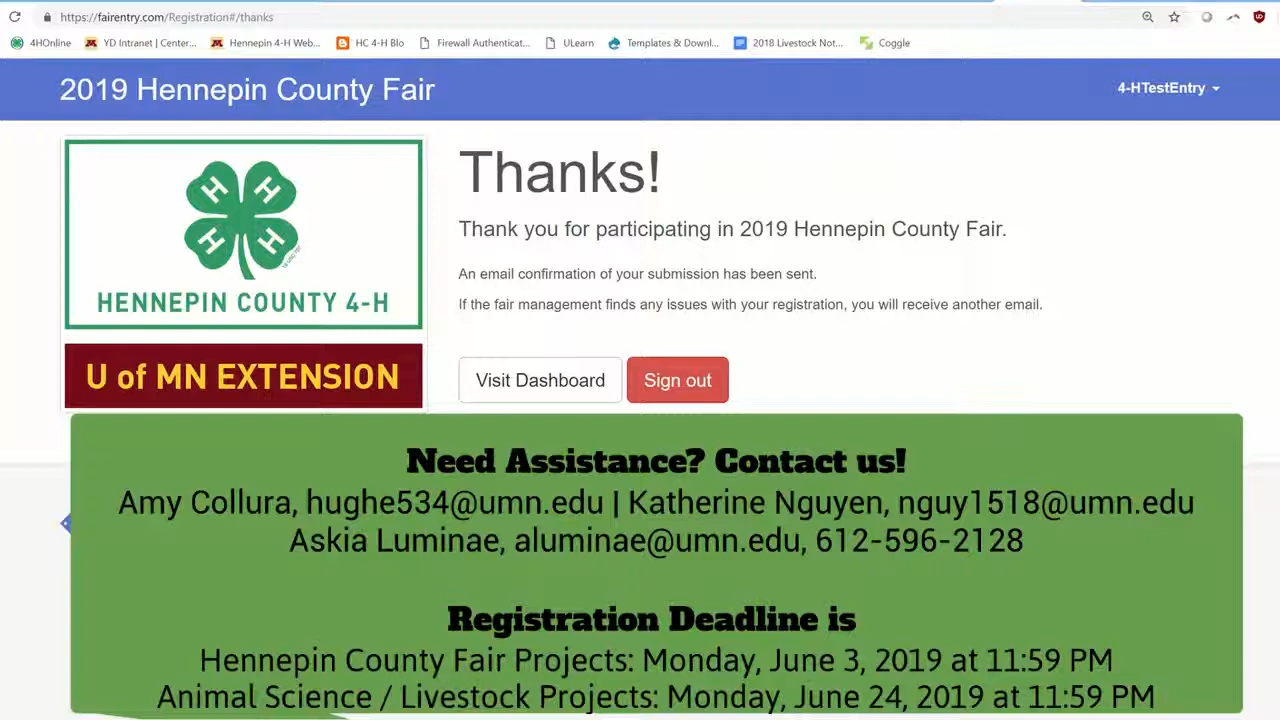 https://fairentry.com/Registration#/thanks
4HOnline
YD Intranet | Center...
Hennepin 4-H Web...
HC 4-H Blo
Firewall Authenticat...
ULearn
Templates & Downl...
2018 Livestock Not...
Coggle
2019 Hennepin County Fair
4-HTestEntry
H H
H H
HENNEPIN COUNTY 4-H
U of MN EXTENSION
Thanks!
Thank you for participating in 2019 Hennepin County Fair.
An email confirmation of your submission has been sent.
If the fair management finds any issues with your registration, you will receive another email.
Visit Dashboard
Sign out
Need Assistance? Contact us!
Amy Collura, hughe534@umn.edu | Katherine Nguyen, nguy1518@umn.edu
Askia Luminae, aluminae@umn.edu, 612-596-2128
Registration Deadline is
Hennepin County Fair Projects: Monday, June 3, 2019 at 11:59 PM
Animal Science / Livestock Projects: Monday, June 24, 2019 at 11:59 PM